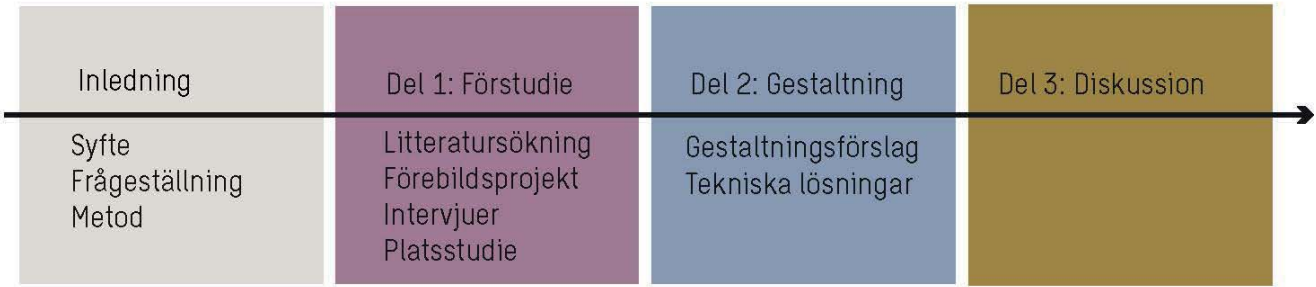 Inledning
Syfte
Frågeställning
Metod
Del 1: Förstudie
Litteratursökning
Förebildsprojekt
Intervjuer
Platsstudie
Del 2: Gestaltning
Gestaltningsförslag
Tekniska lösningar
Del 3: Diskussion